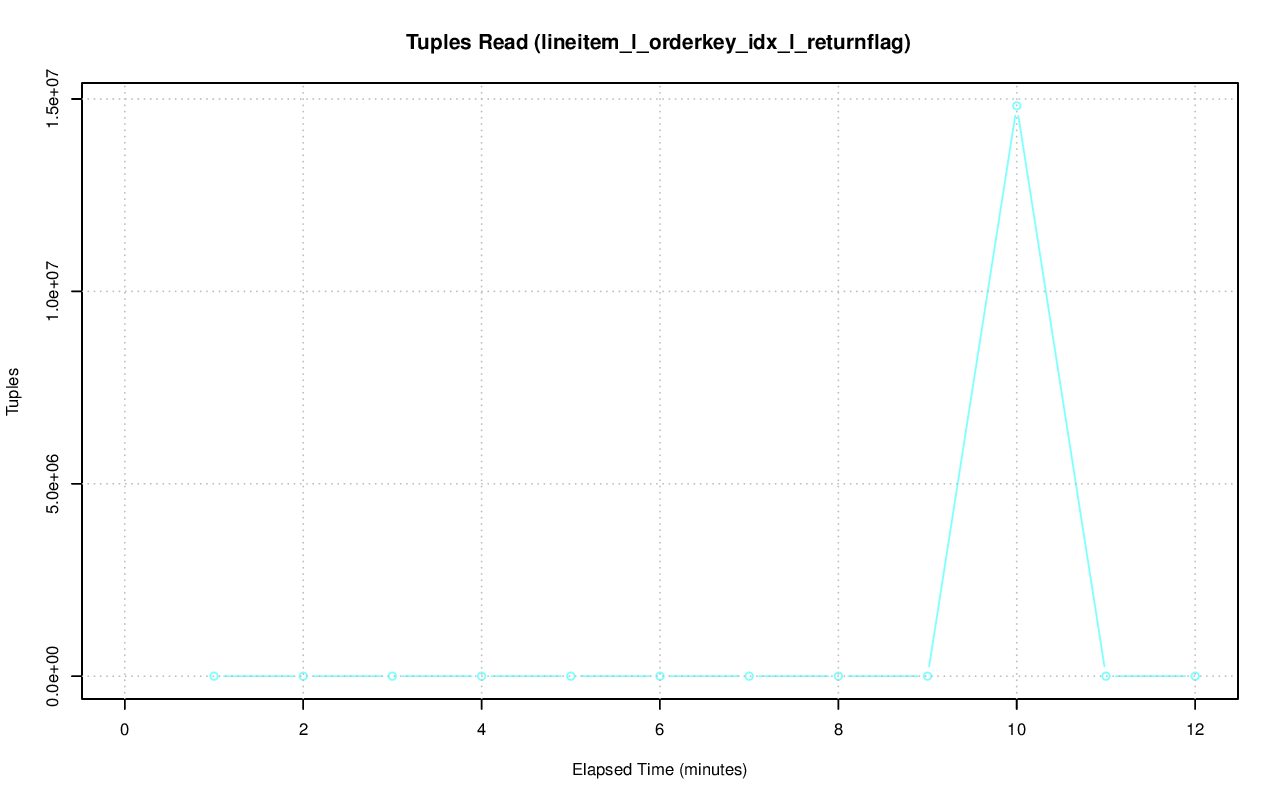 Tuples Read (lineitem_l_orderkey_idx_l_returnflag)
1.5e+07
1.0e+07
5.0e+06
0.0e+00
Tuples
0 2 4 6 8 10 12
Elapsed Time (minutes)